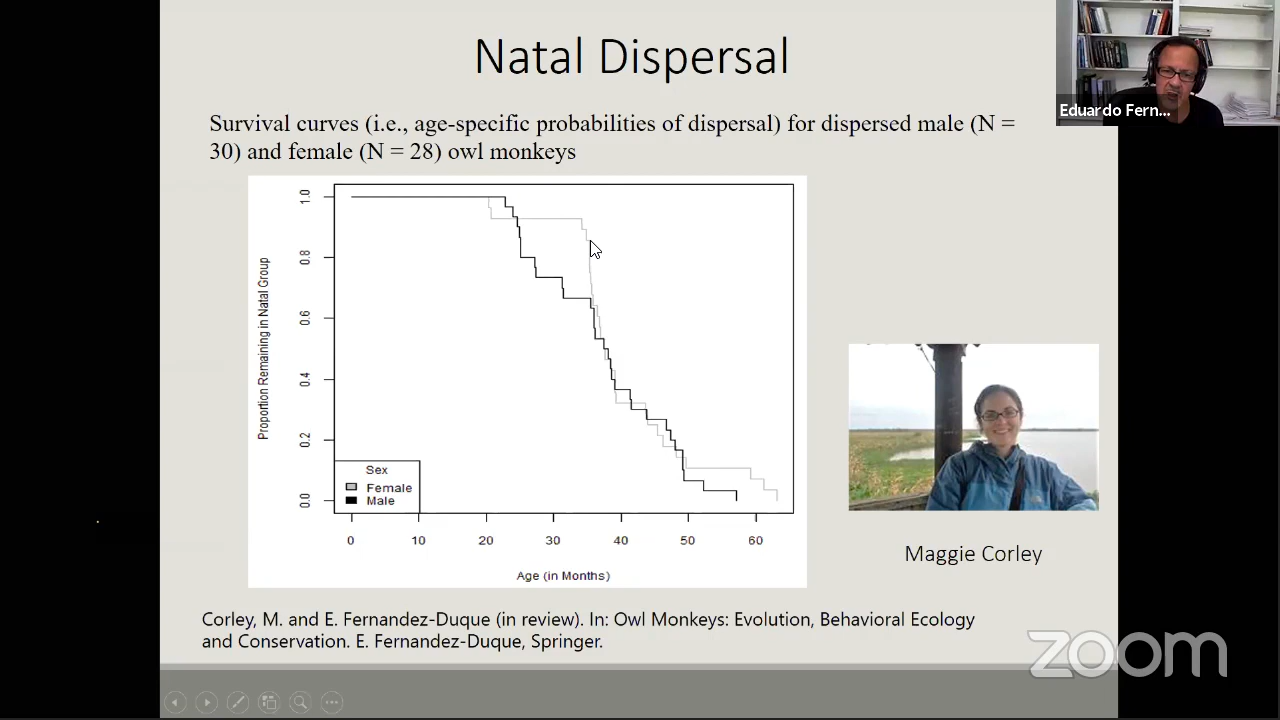 Natal Dispersal
Eduardo Fern...
Survival curves (i.e., age-specific probabilities of dispersal) for dispersed male (N =
30) and female (N = 28) owl monkeys
Proportion Remaining in Natal Group
1.0
0.8
0.6
0.4
0.2
0.0
Sex
Female
Male
0 10 20 30 40 50 60
Age (in Months)
Maggie Corley
Corley, M. and E. Fernandez-Duque (in review). In: Owl Monkeys: Evolution, Behavioral Ecology
and Conservation. E. Fernandez-Duque, Springer.
zoom